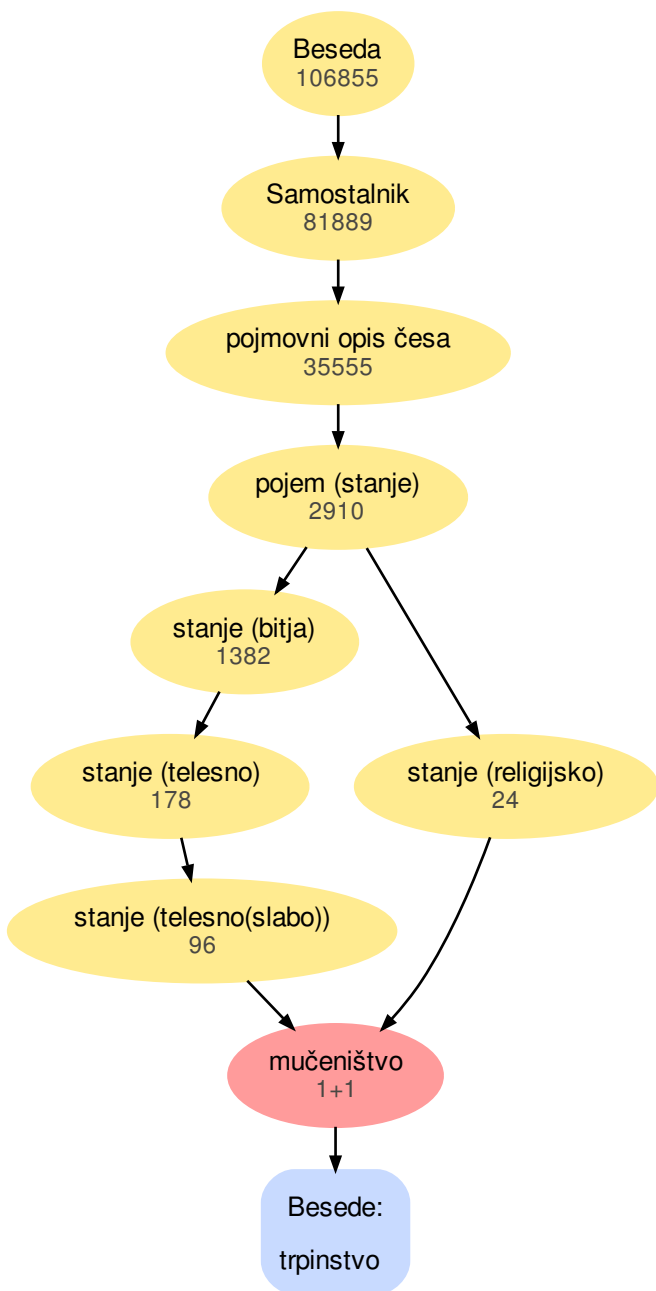 Beseda
106855
Samostalnik
81889
pojmovni opis česa
35555
pojem (stanje)
2910
stanje (bitja)
1382
stanje (telesno)
178
stanje (religijsko)
24
stanje (telesno(slabo))
96
mučeništvo
1+1
Besede:
trpinstvo